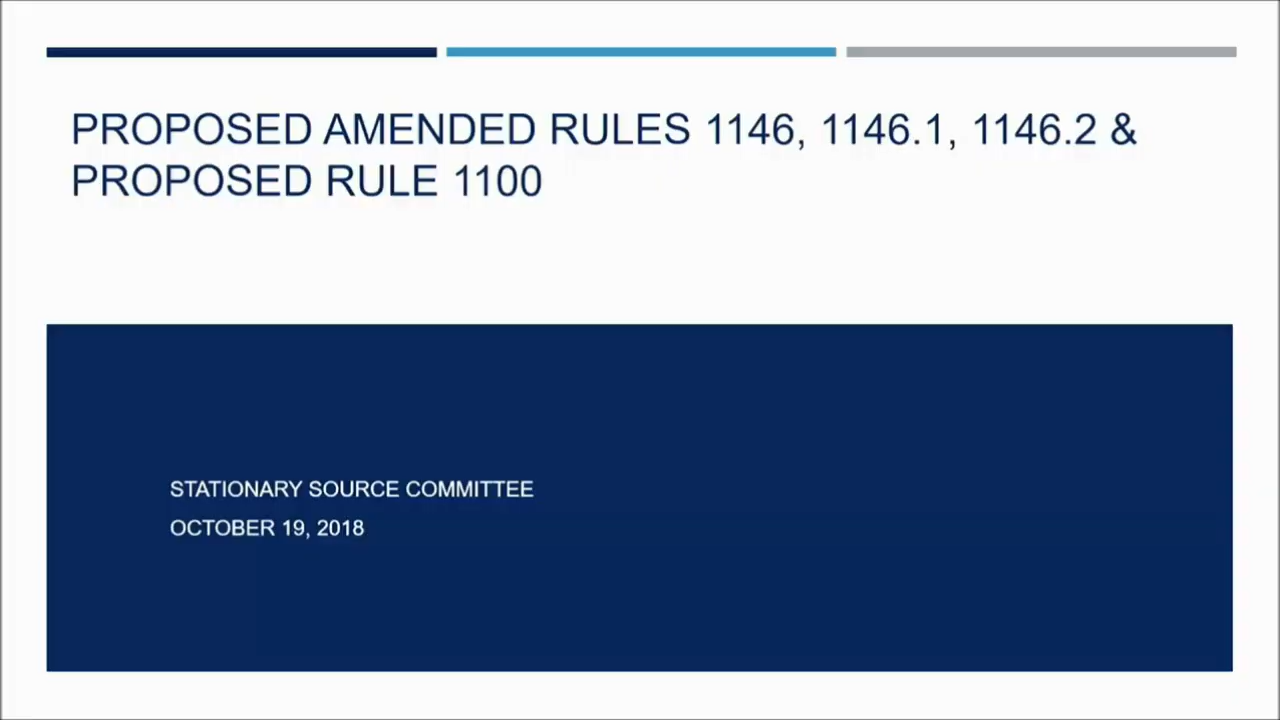 PROPOSED AMENDED RULES 1146, 1146.1, 1146.2 &
PROPOSED RULE 1100
STATIONARY SOURCE COMMITTEE
OCTOBER 19, 2018